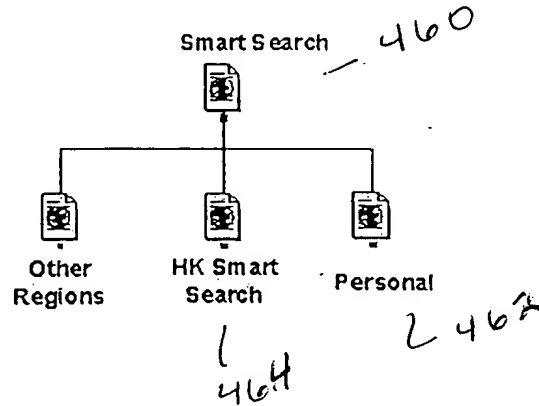 Smart Search
460
Other
Regions
HK Smart
Search
Personal
464
462